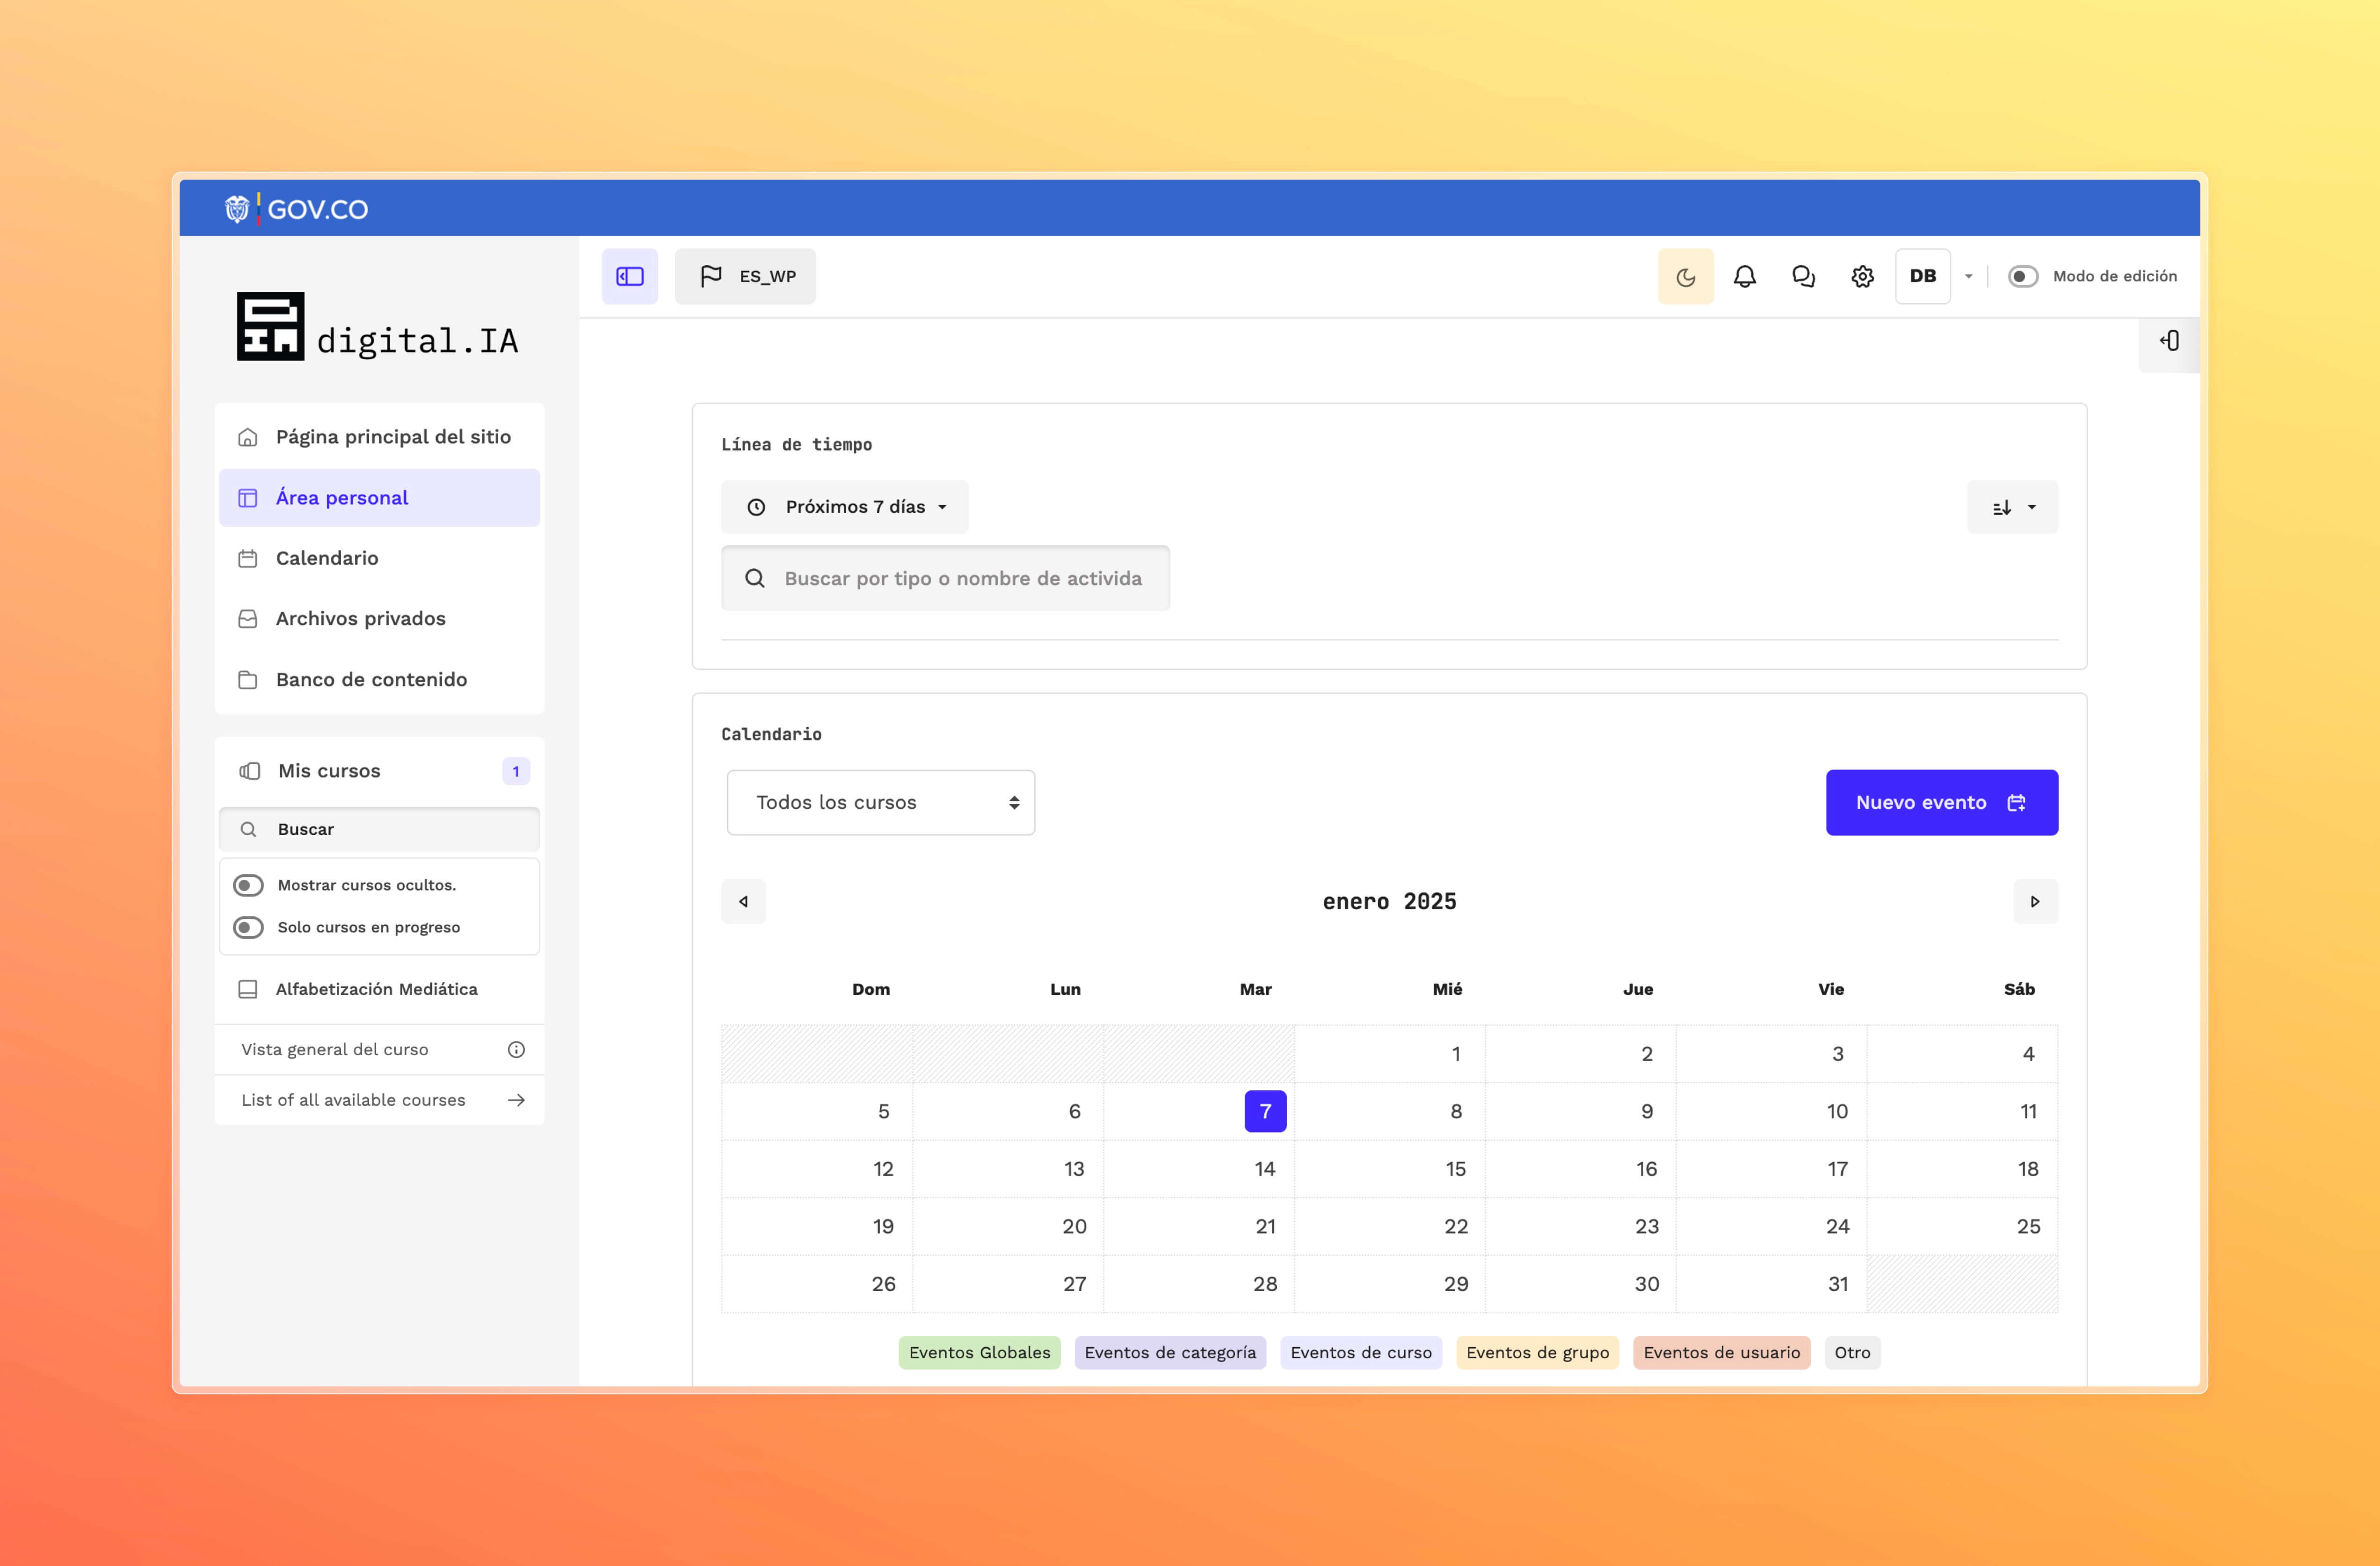 GOV.CO
digital.IA
ES_WP
DB
Modo de edición
Página principal del sitio
Área personal
Calendario
Archivos privados
Banco de contenido
Mis cursos 1
Buscar
Mostrar cursos ocultos.
Solo cursos en progreso
Alfabetización Mediática
Vista general del curso
List of all available courses
Línea de tiempo
Próximos 7 días
Buscar por tipo o nombre de activida
Calendario
Todos los cursos
Nuevo evento
enero 2025
Dom Lun Mar Mié Jue Vie Sáb
1 2 3 4
5 6 7 8 9 10 11
12 13 14 15 16 17 18
19 20 21 22 23 24 25
26 27 28 29 30 31
Eventos Globales Eventos de categoría Eventos de curso Eventos de grupo Eventos de usuario Otro